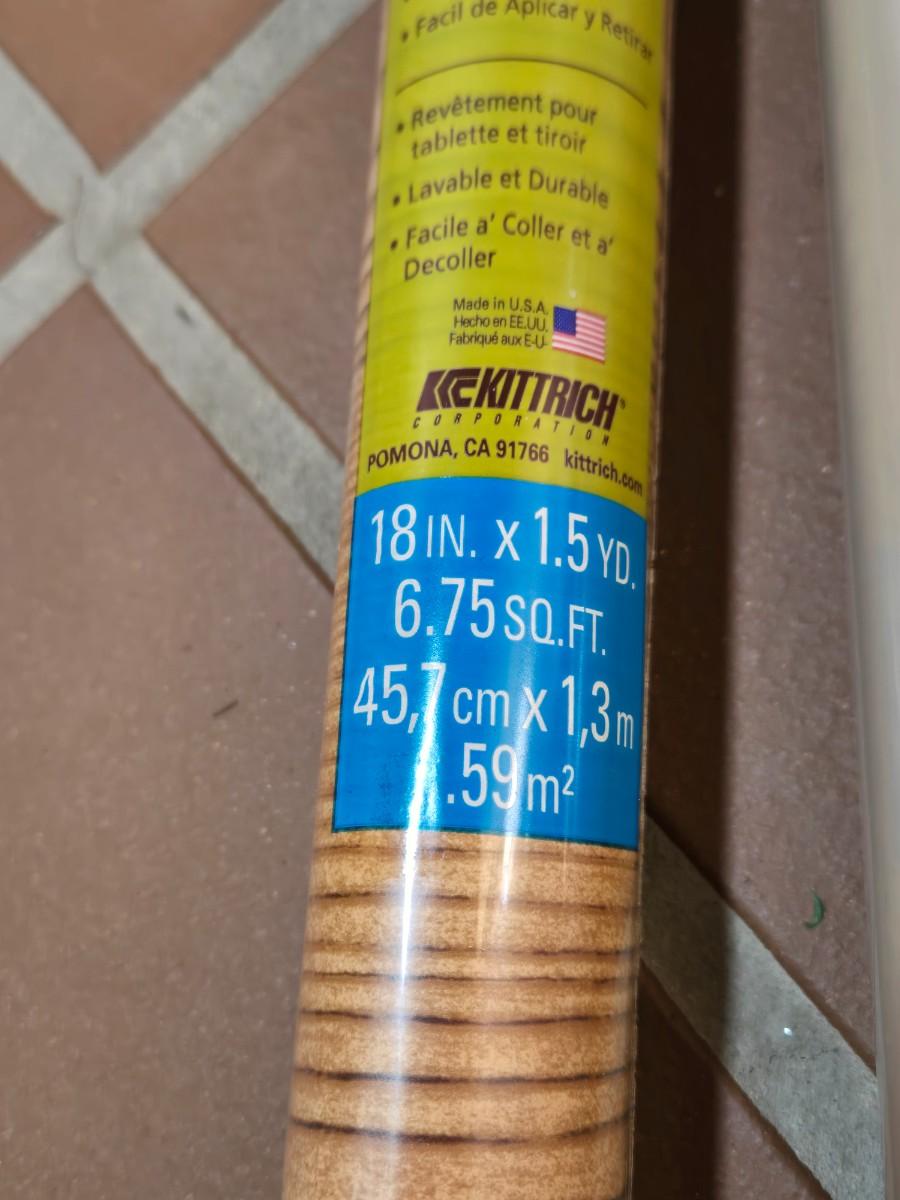 • Facil de Aplicar y Retirar
• Revêtement pour
tablette et tiroir
• Lavable et Durable
• Facile a' Coller et a'
Decoller
Made in U.S.A.
Hecho en EE.UU.
Fabriqué aux E-U-
KITTRICH®
CORPORATION
POMONA, CA 91766 kittrich.com
18 IN. x 1.5 YD.
6.75 SQ.FT.
45,7 cm x 1,3 m
.59 m²